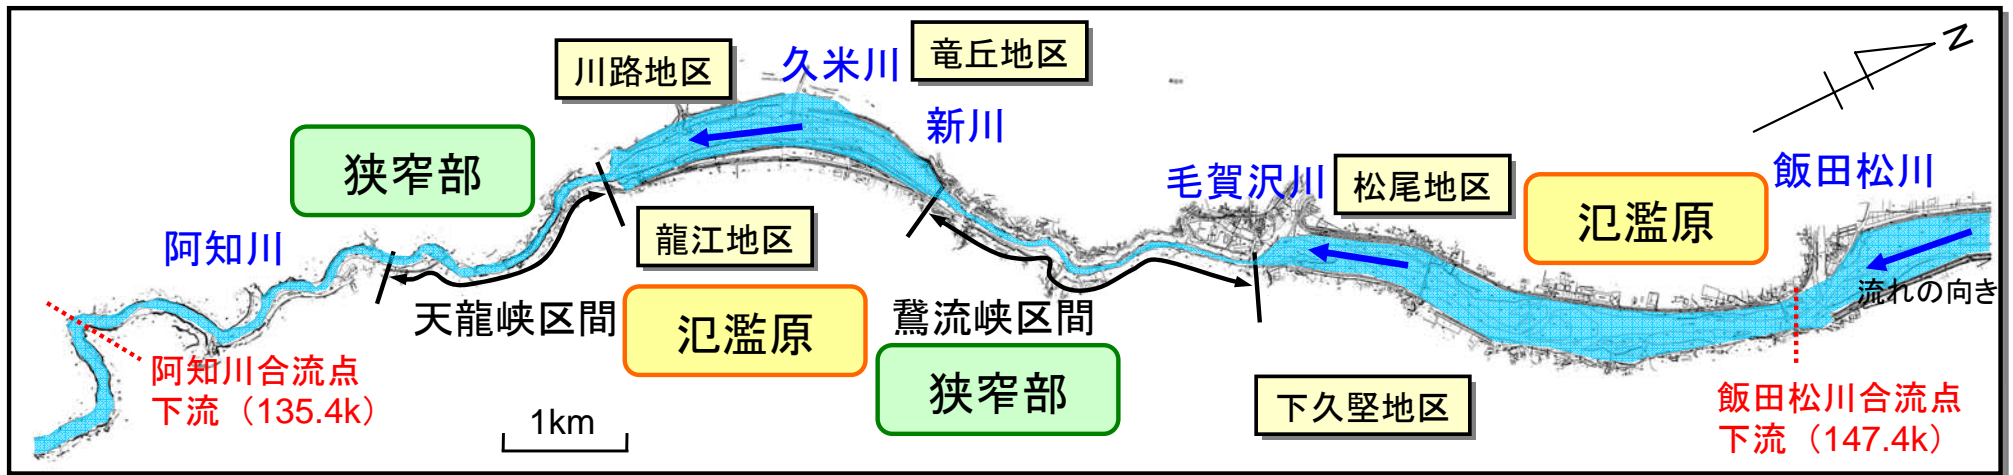 川路地区
久米川
竜丘地区
新川
狭窄部
毛賀沢川
松尾地区
氾濫原
飯田松川
N
阿知川
龍江地区
流れの向き
天龍峡区間
氾濫原
鵞流峡区間
狭窄部
阿知川合流点
下流（135.4k）
1km
下久堅地区
飯田松川合流点
下流（147.4k）